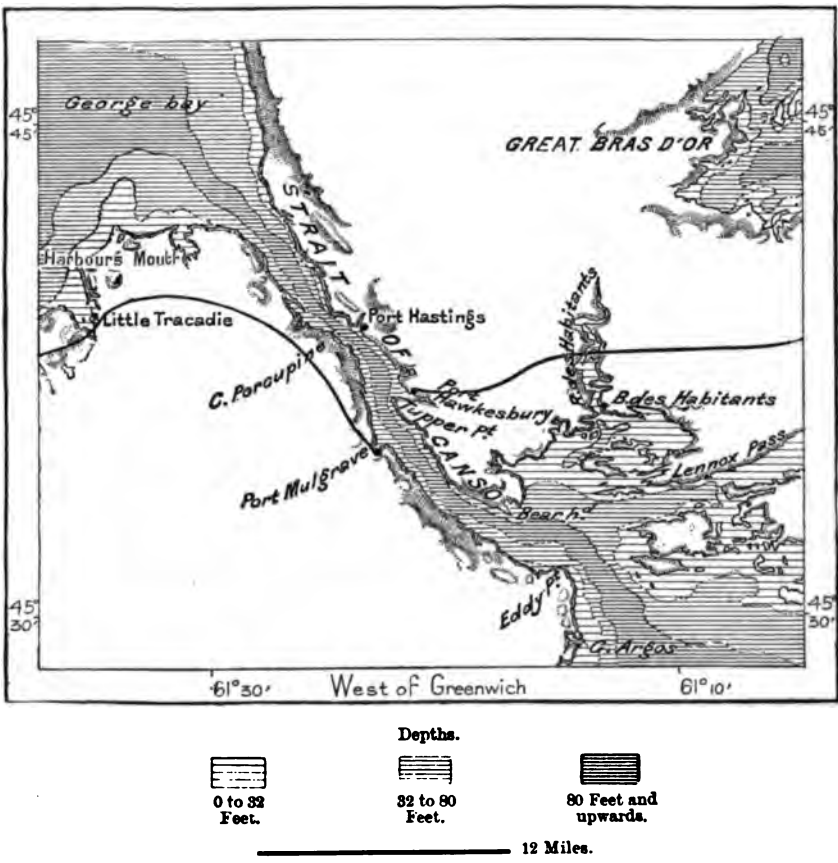 George bay
45°
45'
45°
45'
GREAT BRAS D'OR
STRAIT OF CANSO
Harbours Mouth
Little Tracadie
Port Hastings
B. des Habitants
C. Porcupine
Port
Hawkesbury
B. des Habitants
Tupper Pt.
Lennox Pass
Port Mulgrave
Bear h.d
Eddy Pt.
45°
30'
45°
30'
C. Argos
61°30'
West of Greenwich
61°10'
Depths.
0 to 32
Feet.
32 to 80
Feet.
80 Feet and
upwards.
12 Miles.